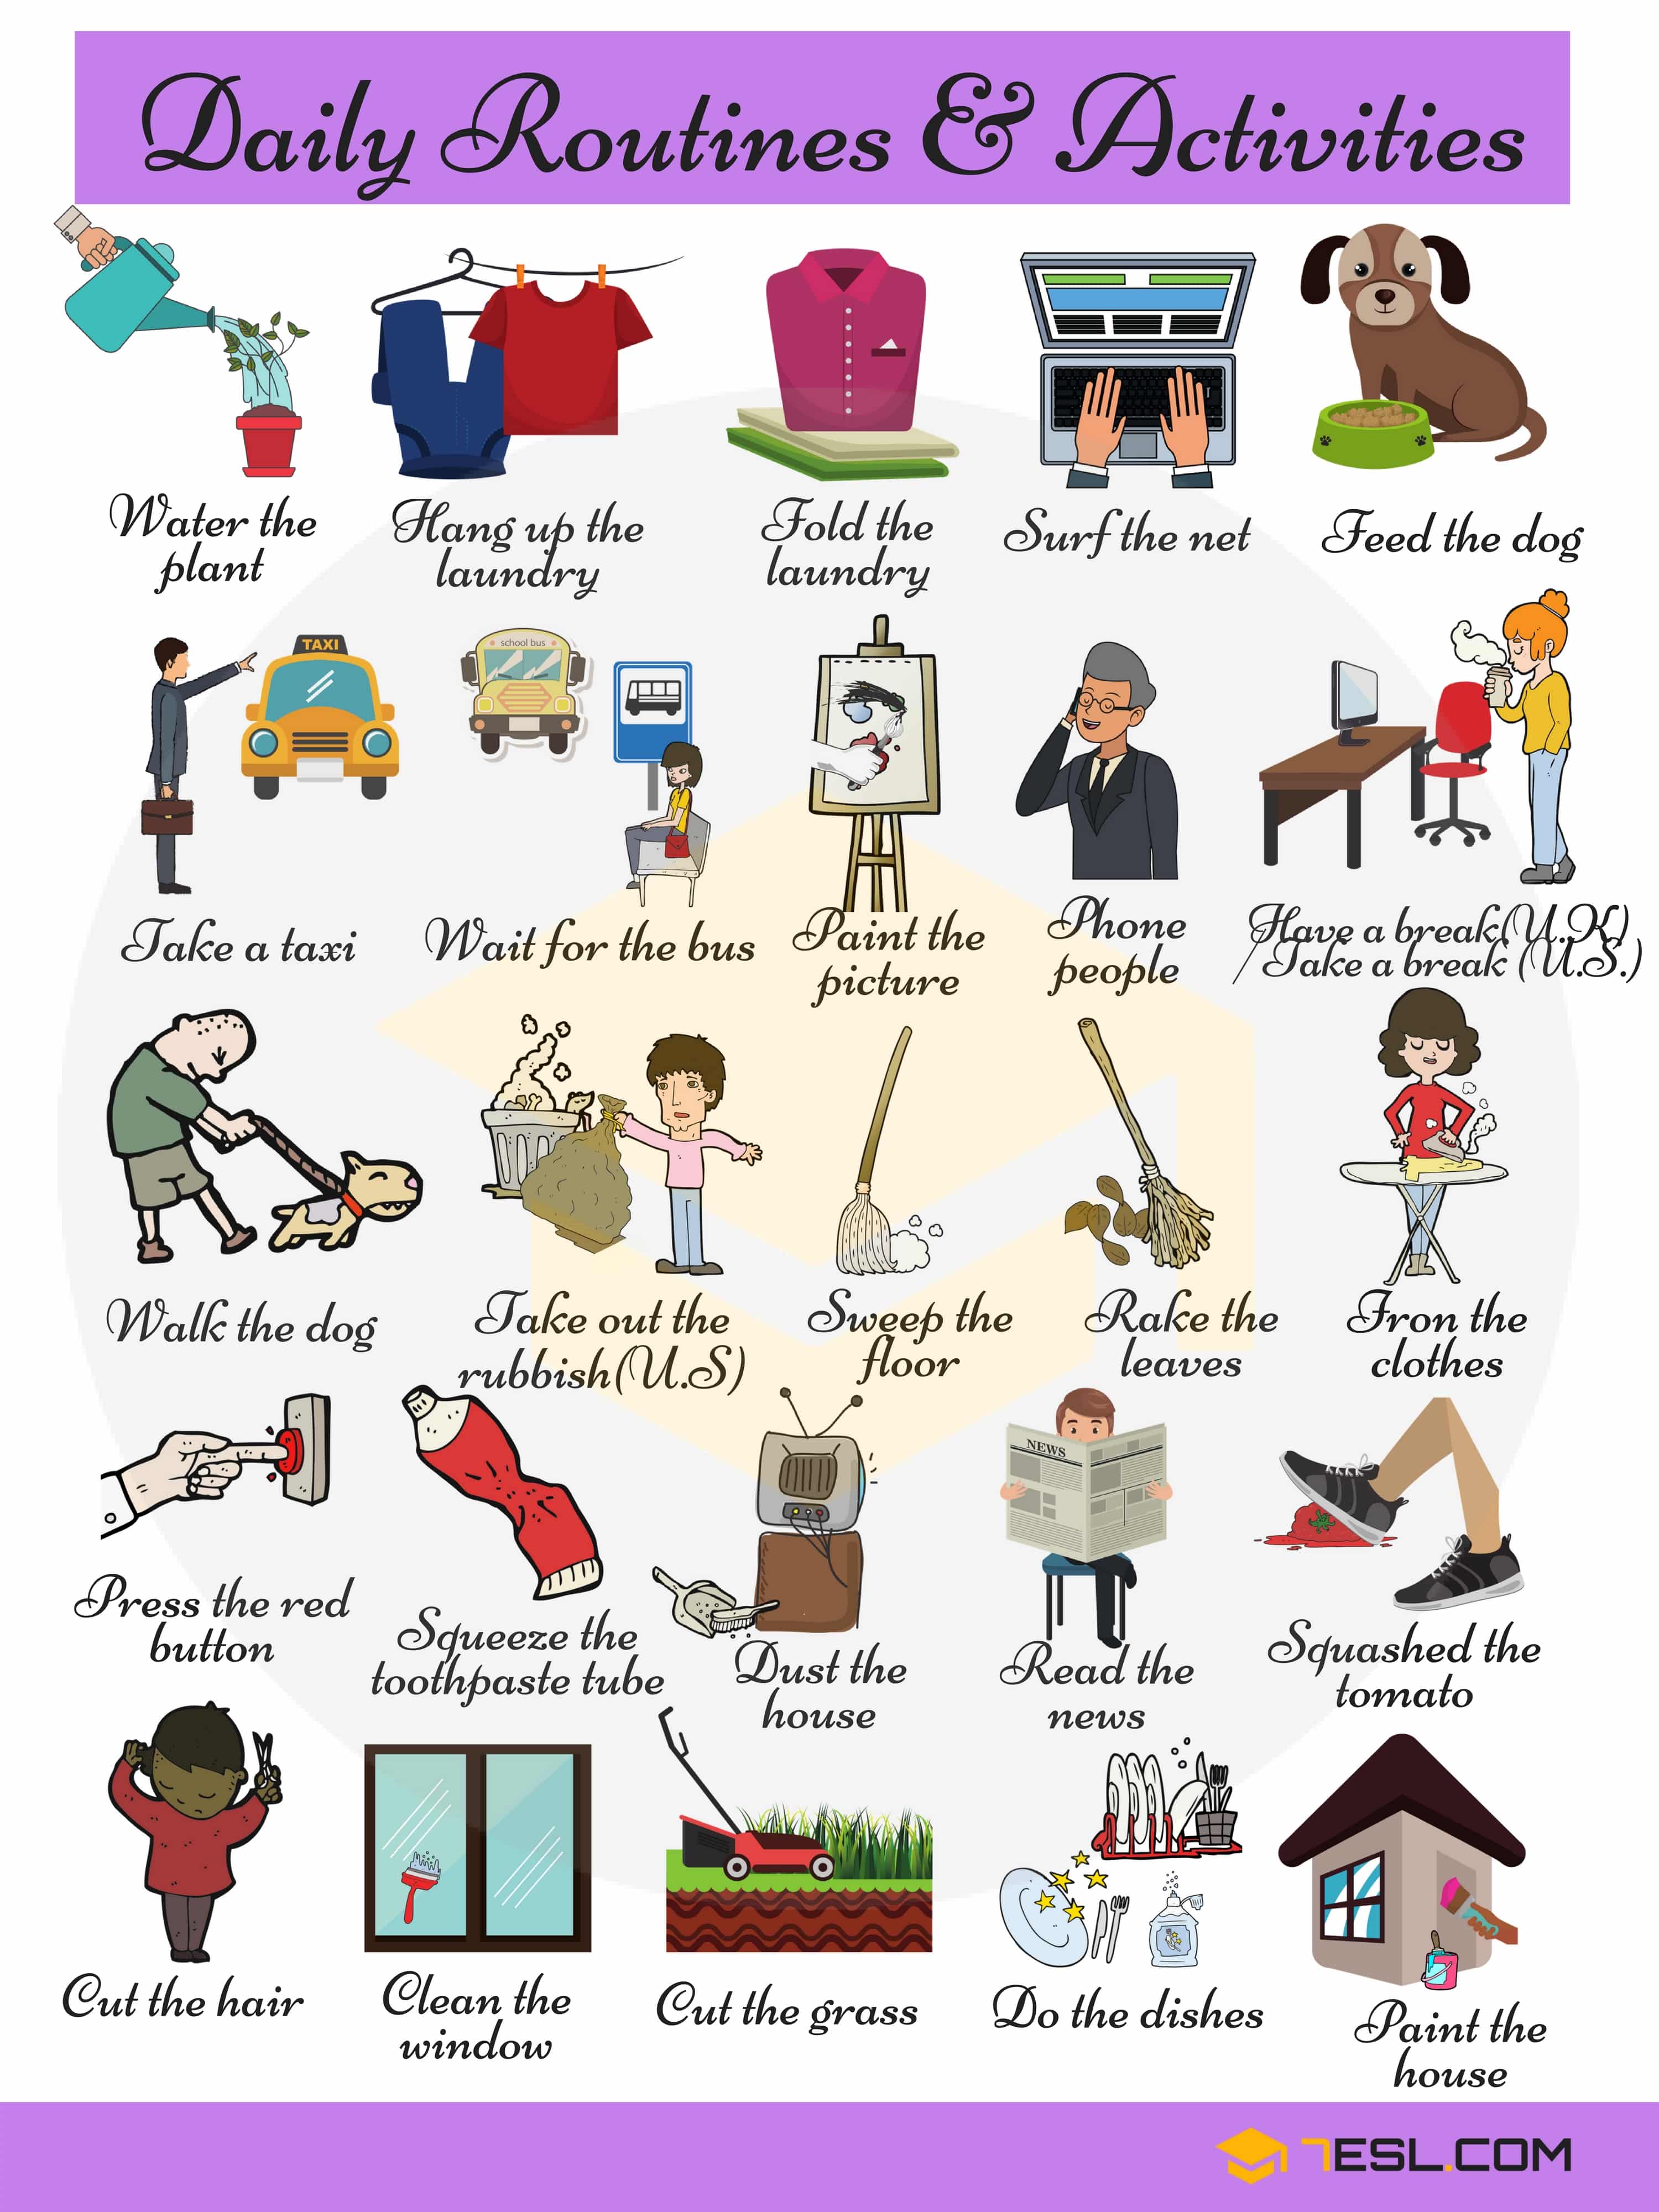 Daily Routines & Activities
Water the
plant
Hang up the
laundry
Fold the
laundry
Surf the net
Feed the dog
TAXI
school bus
Take a taxi
Wait for the bus
Paint the
picture
Phone
people
Have a break(U.K)
/Take a break (U.S.)
Walk the dog
Take out the
rubbish(U.S)
Sweep the
floor
Rake the
leaves
Iron the
clothes
NEWS
Press the red
button
Squeeze the
toothpaste tube
Dust the
house
Read the
news
Squashed the
tomato
Cut the hair
Clean the
window
Cut the grass
Do the dishes
Paint the
house
7ESL.COM